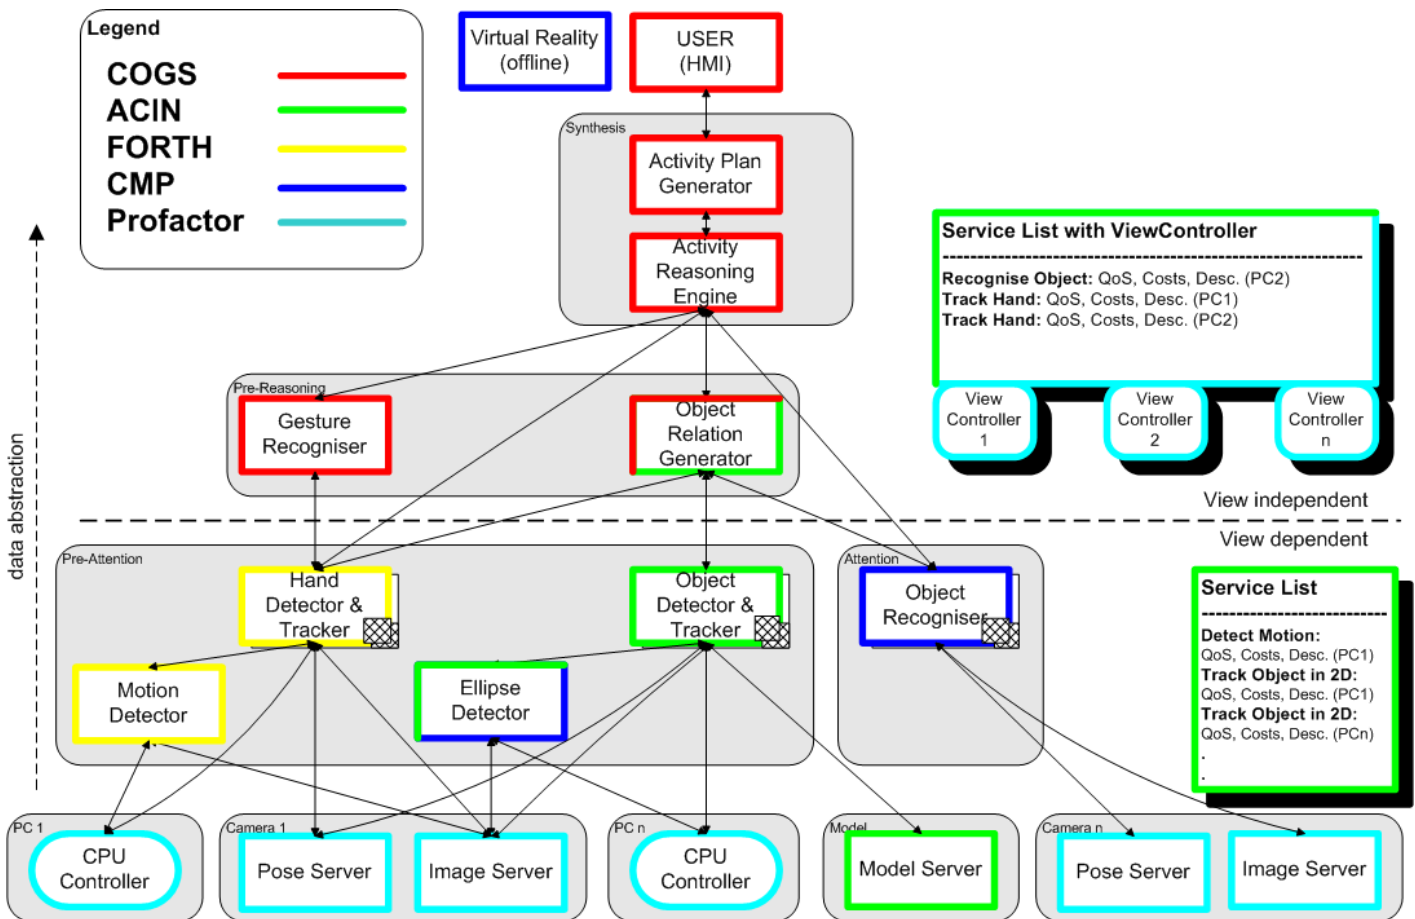 Legend
COGS
ACIN
FORTH
CMP
Profactor
Virtual Reality
(offline)
USER
(HMI)
Synthesis
Activity Plan
Generator
Activity
Reasoning
Engine
Service List with ViewController
Recognise Object: QoS, Costs, Desc. (PC2)
Track Hand: QoS, Costs, Desc. (PC1)
Track Hand: QoS, Costs, Desc. (PC2)
View
Controller
1
View
Controller
2
View
Controller
n
data abstraction
Pre-Reasoning
Gesture
Recogniser
Object
Relation
Generator
View independent
View dependent
Pre-Attention
Hand
Detector &
Tracker
Object
Detector &
Tracker
Motion
Detector
Ellipse
Detector
Attention
Object
Recogniser
Service List
Detect Motion:
QoS, Costs, Desc. (PC1)
Track Object in 2D:
QoS, Costs, Desc. (PC1)
Track Object in 2D:
QoS, Costs, Desc. (PCn)
.
.
PC 1
CPU
Controller
Camera 1
Pose Server
Image Server
PC n
CPU
Controller
Model
Model Server
Camera n
Pose Server
Image Server